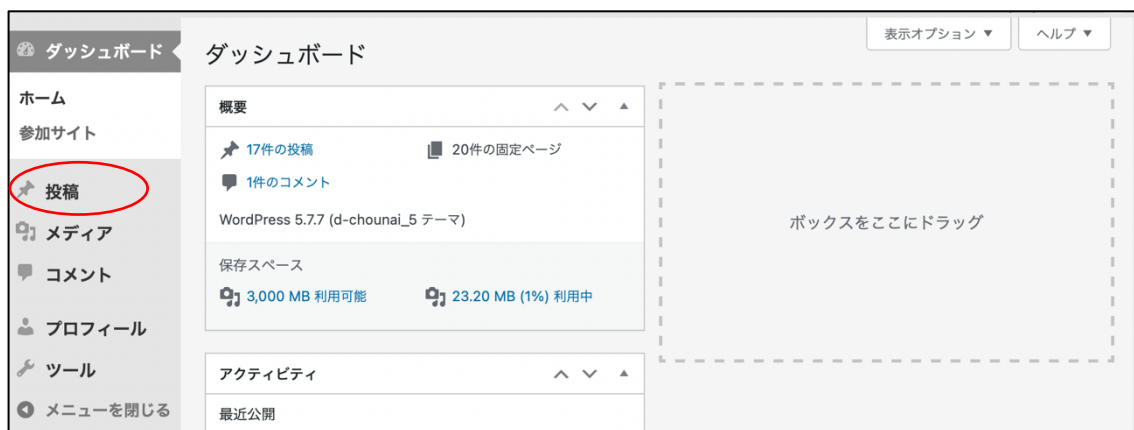 ダッシュボード
ホーム
参加サイト
投稿
メディア
コメント
プロフィール
ツール
メニューを閉じる
表示オプション ▼
ヘルプ ▼
ダッシュボード
概要
17件の投稿
20件の固定ページ
1件のコメント
WordPress 5.7.7 (d-chounai_5 テーマ)
保存スペース
3,000 MB 利用可能
23.20 MB (1%) 利用中
アクティビティ
最近公開
ボックスをここにドラッグ